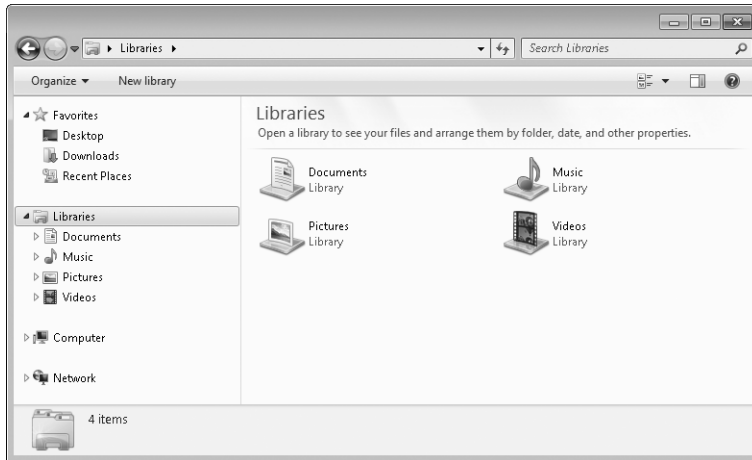 Libraries
Search Libraries
Organize
New library
Favorites
Desktop
Downloads
Recent Places
Libraries
Documents
Music
Pictures
Videos
Computer
Network
Libraries
Open a library to see your files and arrange them by folder, date, and other properties.
Documents
Library
Music
Library
Pictures
Library
Videos
Library
4 items